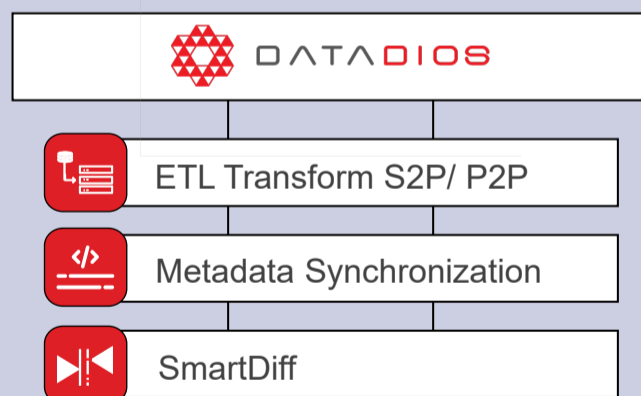 DATADIOS
ETL Transform S2P/ P2P
Metadata Synchronization
SmartDiff